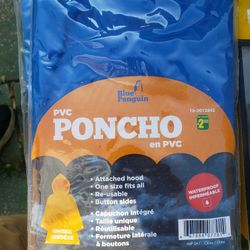 Blue
Penguin
PVC
PONCHO
en PVC
• Attached hood
• One size fits all
• Re-usable
• Button sides
• Capuchon intégré
• Taille unique
• Réutilisable
• Fermeture latérale
à boutons
UNISEX
UNISEXE
WATERPROOF
IMPERMÉABLE